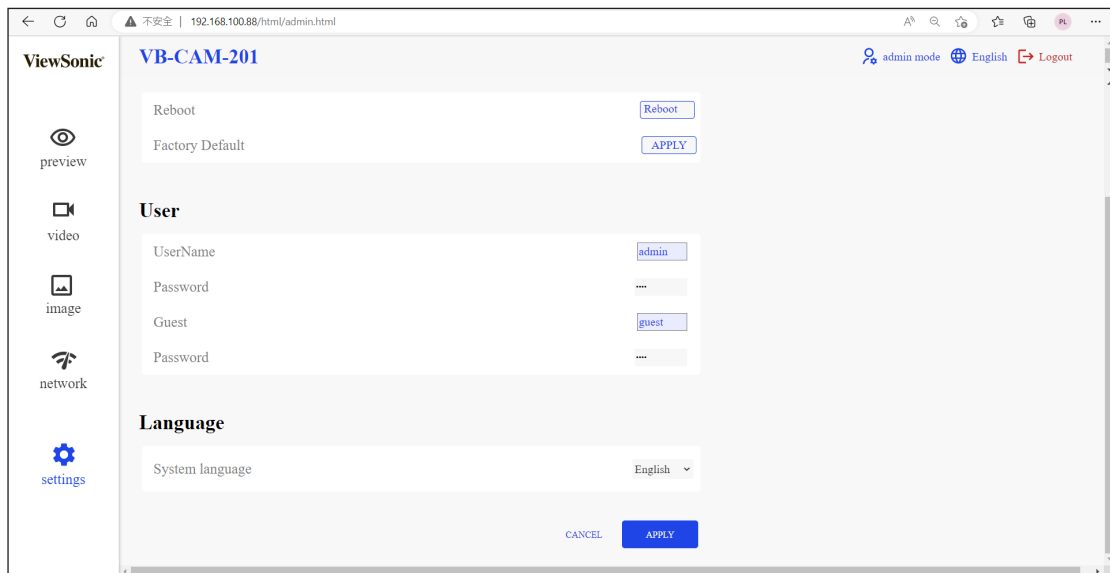 不安全 | 192.168.100.88/html/admin.html
PL
ViewSonic
VB-CAM-201
admin mode English Logout
preview
video
image
network
settings
Reboot Reboot
Factory Default APPLY
User
UserName admin
Password ••••
Guest guest
Password ••••
Language
System language English
CANCEL APPLY